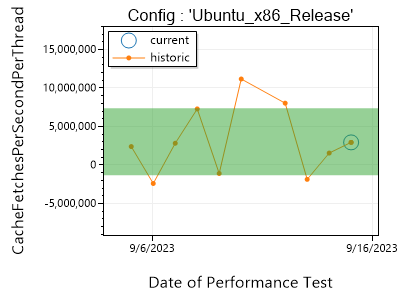 Config : 'Ubuntu_x86_Release'
CacheFetchesPerSecondPerThread
current
historic
15,000,000
10,000,000
5,000,000
0
-5,000,000
9/6/2023
9/16/2023
Date of Performance Test